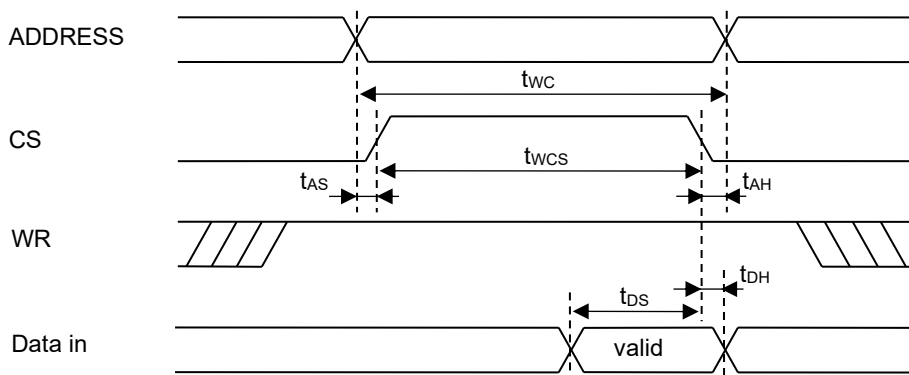 ADDRESS
tWC
CS
tWCS
tAS
tAH
WR
tDH
tDS
Data in
valid